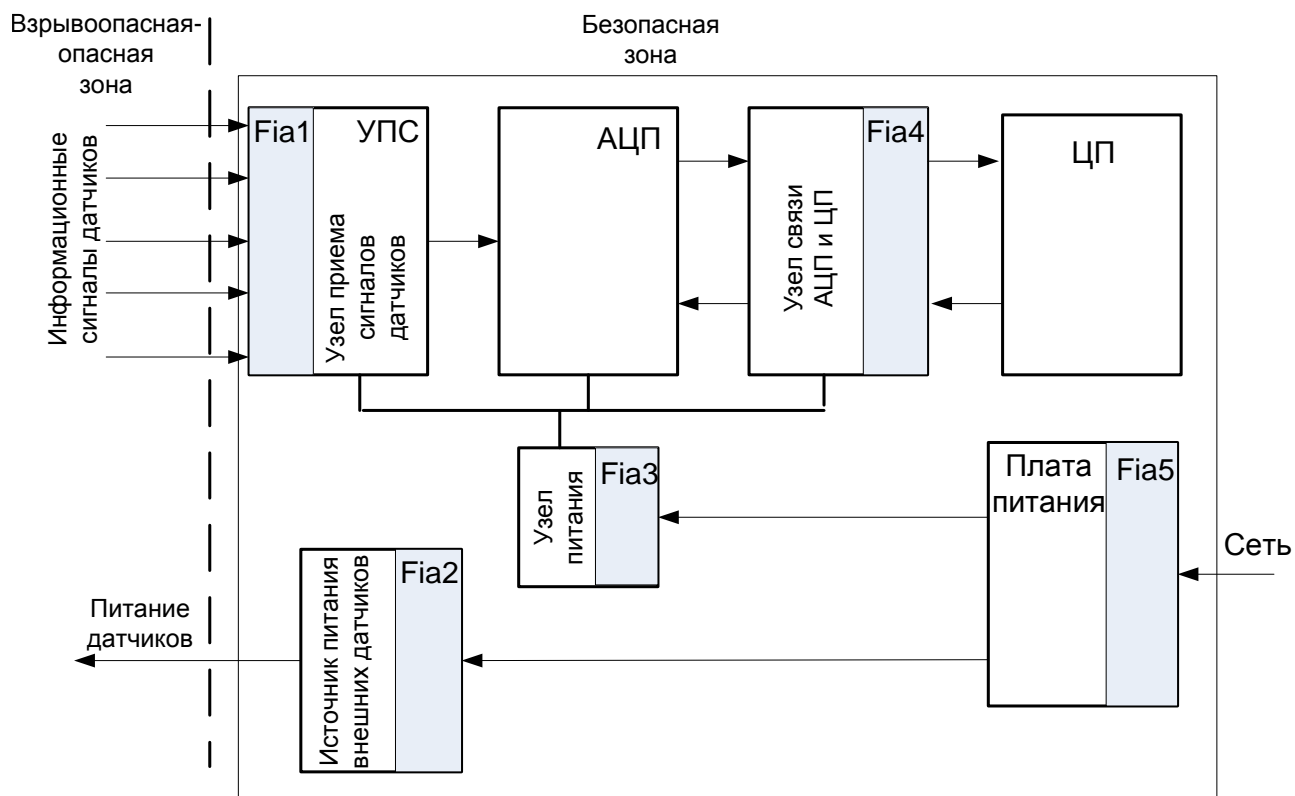 Взрывоопасная-
опасная
зона
Безопасная
зона
Информационные
сигналы датчиков
Fia1
УПС
Узел приема
сигналов
датчиков
АЦП
Fia4
Узел связи
АЦП и ЦП
ЦП
Узел
питания
Fia3
Плата
питания
Fia5
Сеть
Питание
датчиков
Источник питания
внешних датчиков
Fia2